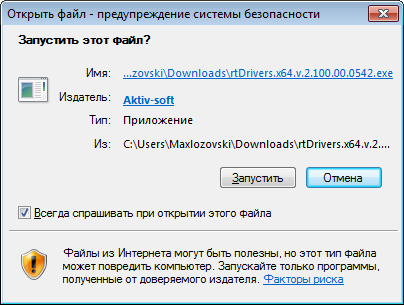 Открыть файл - предупреждение системы безопасности
Запустить этот файл?
Имя: ...zovski\Downloads\rtDrivers.x64.v.2.100.00.0542.exe
Издатель: Aktiv-soft
Тип: Приложение
Из: C:\Users\Maxlozovski\Downloads\rtDrivers.x64.v.2....
Запустить Отмена
Всегда спрашивать при открытии этого файла
Файлы из Интернета могут быть полезны, но этот тип файла
может повредить компьютер. Запускайте только программы,
полученные от доверяемого издателя. Факторы риска